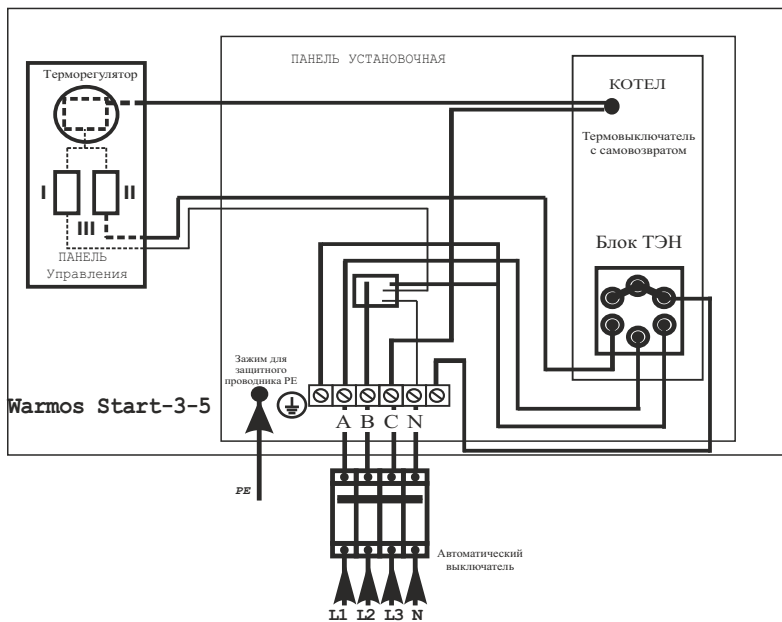 ПАНЕЛЬ УСТАНОВОЧНАЯ
Терморегулятор
КОТЕЛ
Термовыключатель
с самовозвратом
I
II
III
ПАНЕЛЬ
Управления
Блок ТЭН
Зажим для
защитного
проводника PE
Warmos Start-3-5
A B C N
PE
Автоматический
выключатель
L1 L2 L3 N